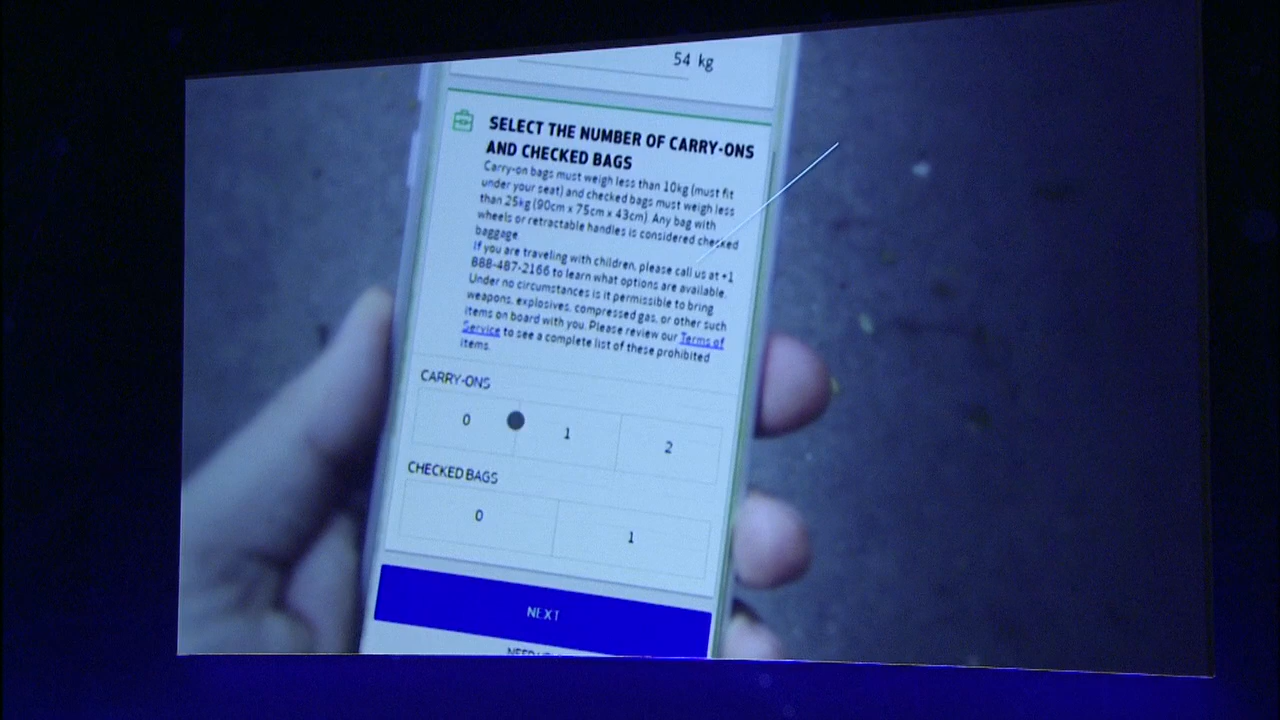 54 kg
SELECT THE NUMBER OF CARRY-ONS
AND CHECKED BAGS
Carry-on bags must weigh less than 10kg (must fit
under your seat) and checked bags must weigh less
than 25kg (90cm x 75cm x 43cm). Any bag with
wheels or retractable handles is considered checked
baggage
If you are traveling with children, please call us at +1
888-487-2166 to learn what options are available.
Under no circumstances is it permissible to bring
weapons, explosives, compressed gas, or other such
items on board with you. Please review our Terms of
Service to see a complete list of these prohibited
items.
CARRY-ONS
0 1 2
CHECKED BAGS
0 1
NEXT